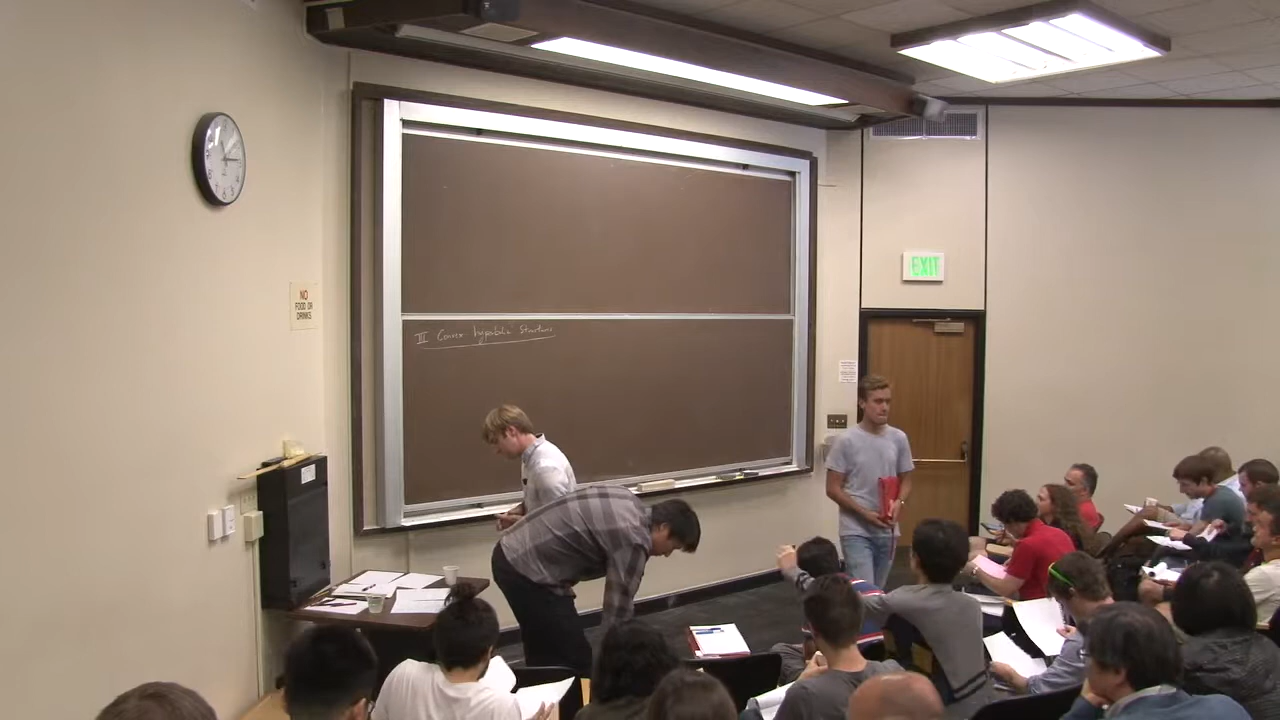 EXIT
NO
FOOD OR
DRINKS
III Convex hyperbolic Structures